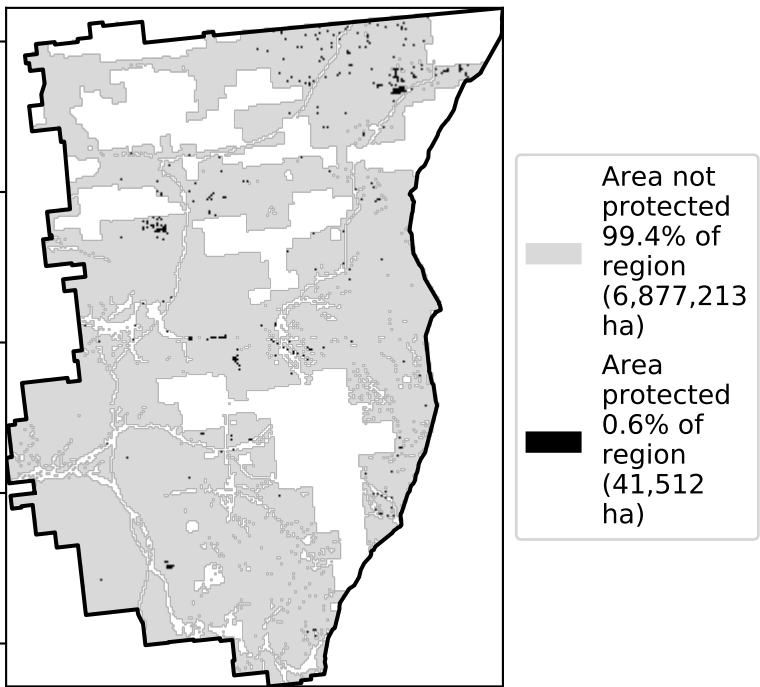 Area not
protected
99.4% of
region
(6,877,213
ha)
Area
protected
0.6% of
region
(41,512
ha)